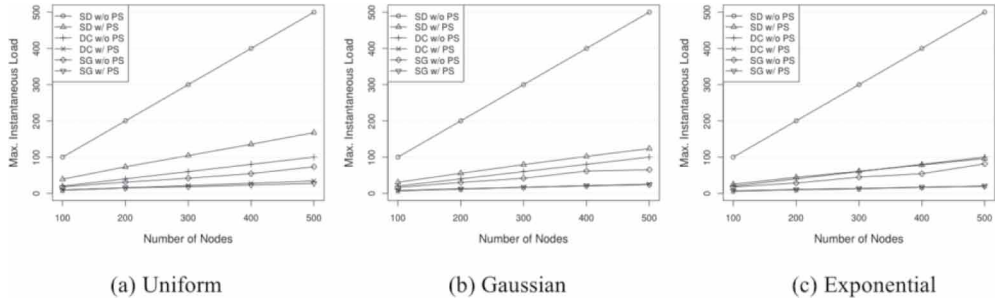 Max. Instantaneous Load
500
400
300
200
100
0
SD w/o PS
SD w/ PS
DC w/o PS
DC w/ PS
SG w/o PS
SG w/ PS
100 200 300 400 500
Number of Nodes
(a) Uniform
Max. Instantaneous Load
500
400
300
200
100
0
SD w/o PS
SD w/ PS
DC w/o PS
DC w/ PS
SG w/o PS
SG w/ PS
100 200 300 400 500
Number of Nodes
(b) Gaussian
Max. Instantaneous Load
500
400
300
200
100
0
SD w/o PS
SD w/ PS
DC w/o PS
DC w/ PS
SG w/o PS
SG w/ PS
100 200 300 400 500
Number of Nodes
(c) Exponential